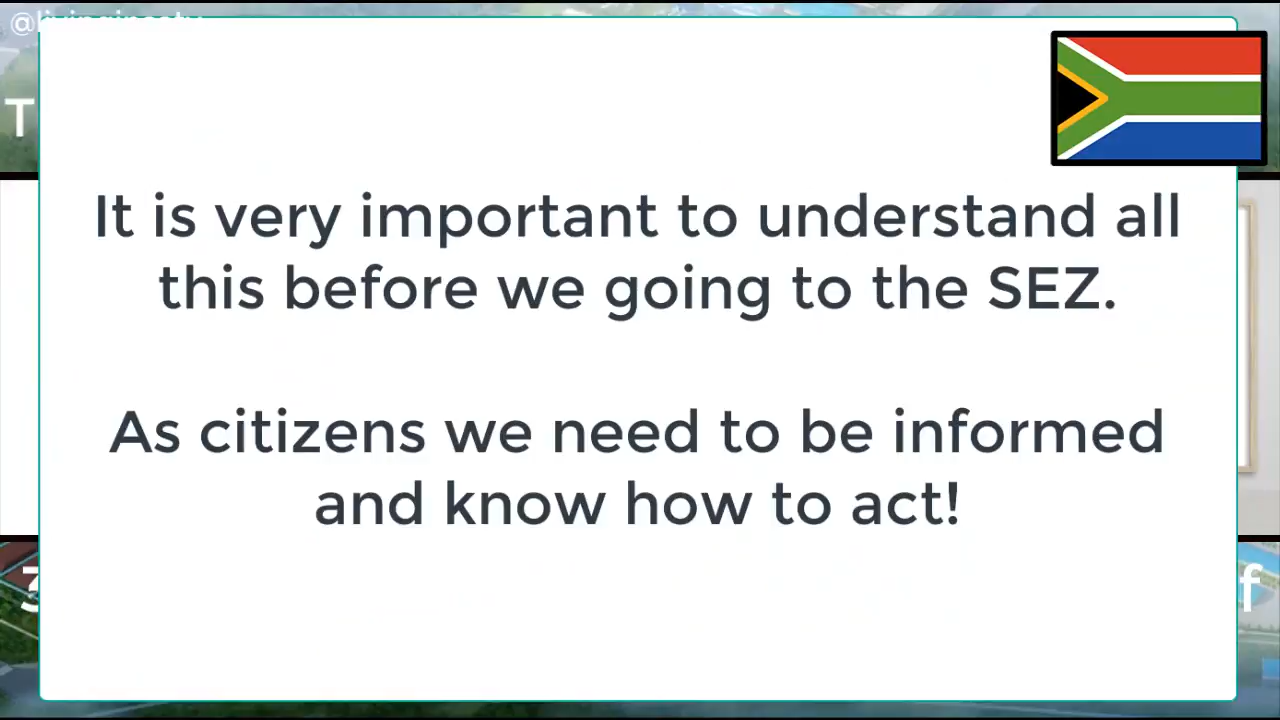 T
It is very important to understand all
this before we going to the SEZ.
As citizens we need to be informed
and know how to act!
3
f